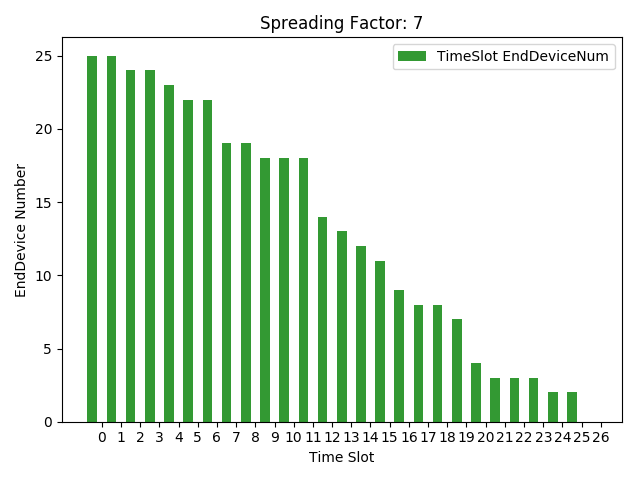 Spreading Factor: 7
TimeSlot EndDeviceNum
EndDevice Number
25
20
15
10
5
0
0 1 2 3 4 5 6 7 8 9 10 11 12 13 14 15 16 17 18 19 20 21 22 23 24 25 26
Time Slot